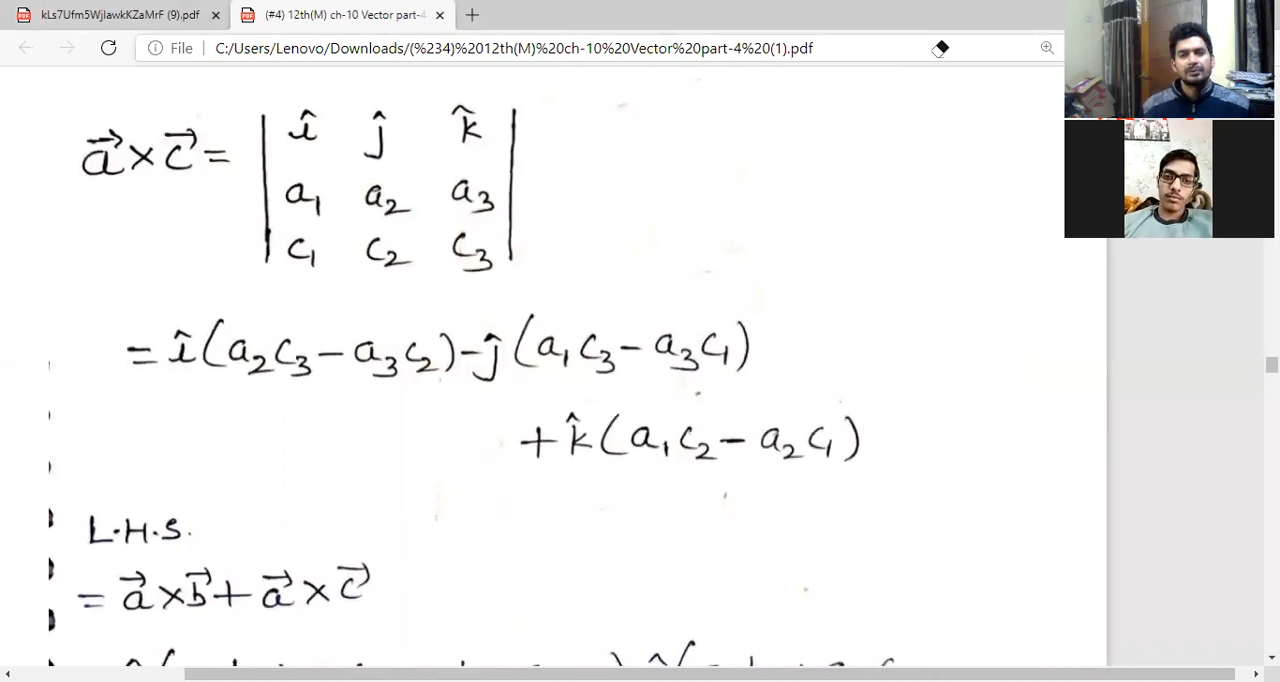 kLs7Ufm5WjlawkKZaMrF (9).pdf
(#4) 12th(M) ch-10 Vector part-4
File C:/Users/Lenovo/Downloads/(%234)%2012th(M)%20ch-10%20Vector%20part-4%20(1).pdf
a⃗×c⃗ = | î ĵ k̂ |
| a₁ a₂ a₃ |
| c₁ c₂ c₃ |
= î(a₂c₃ − a₃c₂) − ĵ(a₁c₃ − a₃c₁)
+ k̂(a₁c₂ − a₂c₁)
L.H.S.
= a⃗×b⃗ + a⃗×c⃗